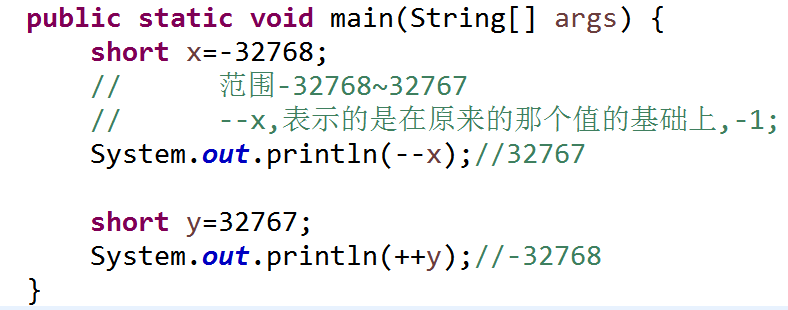 public static void main(String[] args) {
short x=-32768;
// 范围-32768~32767
// --x,表示的是在原来的那个值的基础上,-1;
System.out.println(--x);//32767
short y=32767;
System.out.println(++y);//-32768
}